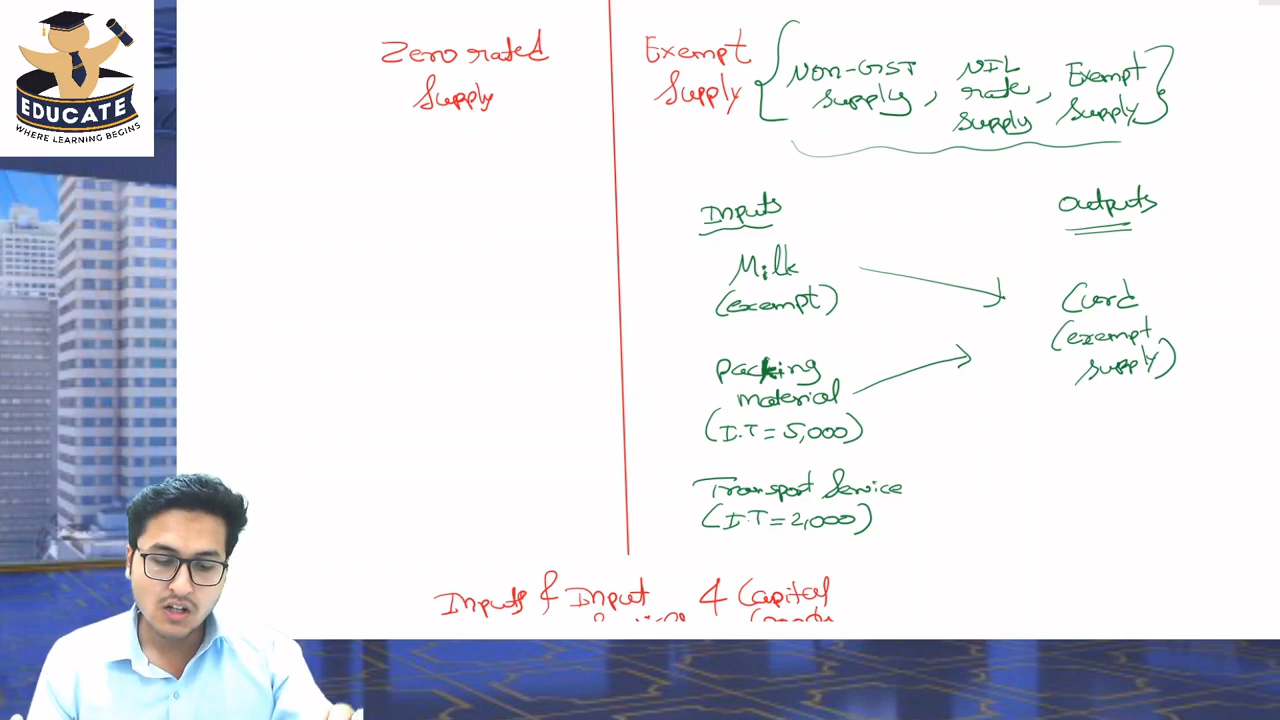 EDUCATE
WHERE LEARNING BEGINS
Zero rated
Supply
Exempt
Supply
Non-GST
supply,
NIL
rate,
supply
Exempt
supply
Inputs
Outputs
Milk
(exempt)
Curd
(exempt
supply)
packing
material
(I.T = 5,000)
Transport Service
(I.T = 2,000)
Inputs & Input
& Capital